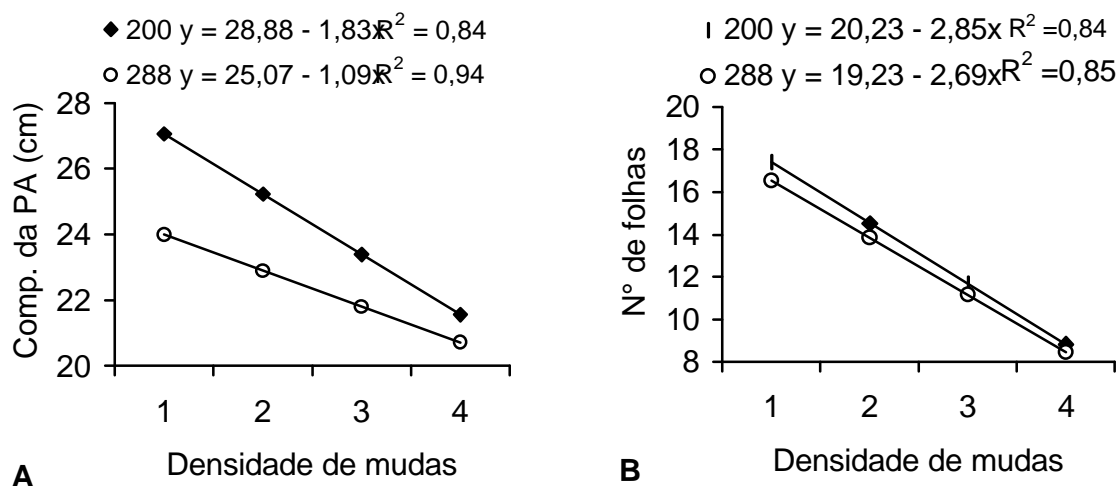 200 y = 28,88 - 1,83x R² = 0,84
288 y = 25,07 - 1,09x R² = 0,94
Comp. da PA (cm)
28
26
24
22
20
1 2 3 4
Densidade de mudas
A
200 y = 20,23 - 2,85x R² =0,84
288 y = 19,23 - 2,69x R² =0,85
N° de folhas
20
18
16
14
12
10
8
1 2 3 4
Densidade de mudas
B